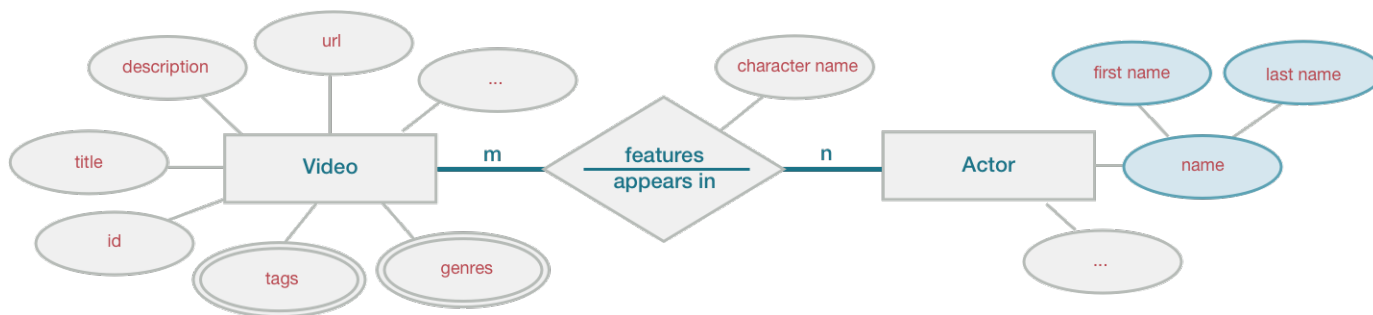 url
description
...
character name
first name
last name
title
Video
m
features
appears in
n
Actor
name
id
tags
genres
...